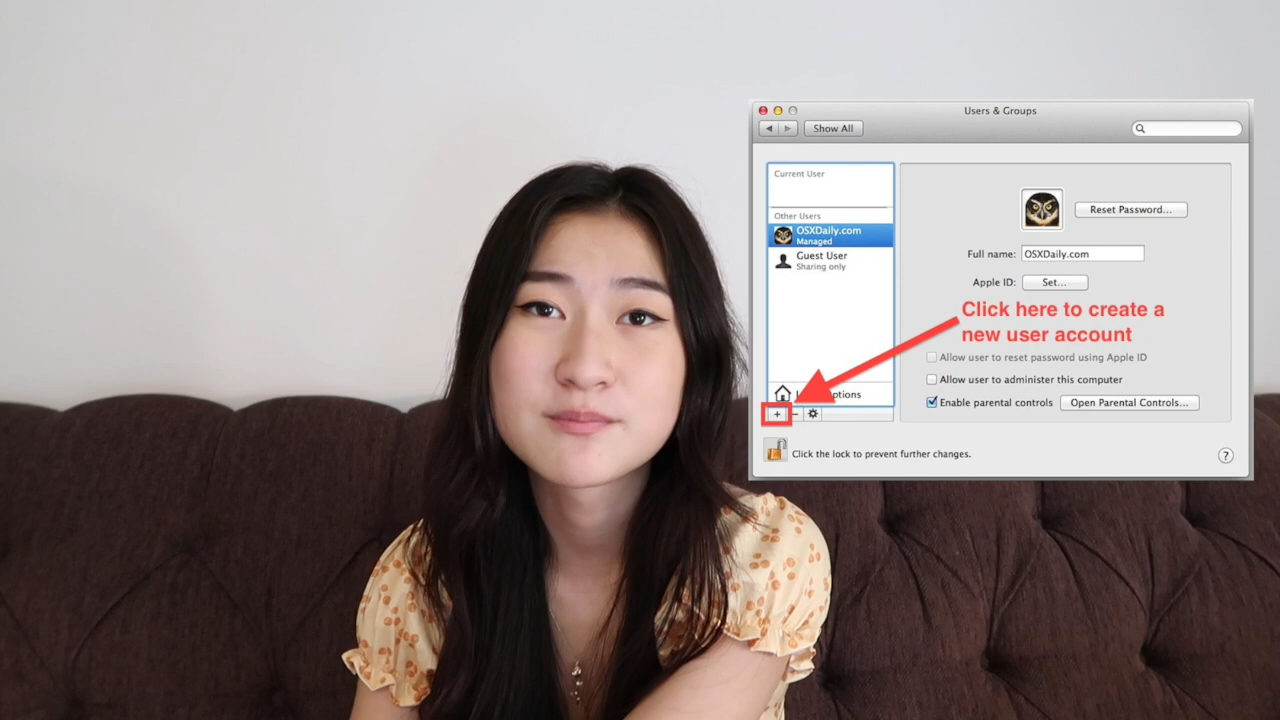 Users & Groups
Show All
Current User
Other Users
OSXDaily.com
Managed
Guest User
Sharing only
Reset Password...
Full name: OSXDaily.com
Apple ID: Set...
Click here to create a
new user account
Allow user to reset password using Apple ID
Allow user to administer this computer
Enable parental controls Open Parental Controls...
ptions
+ −
Click the lock to prevent further changes.
?